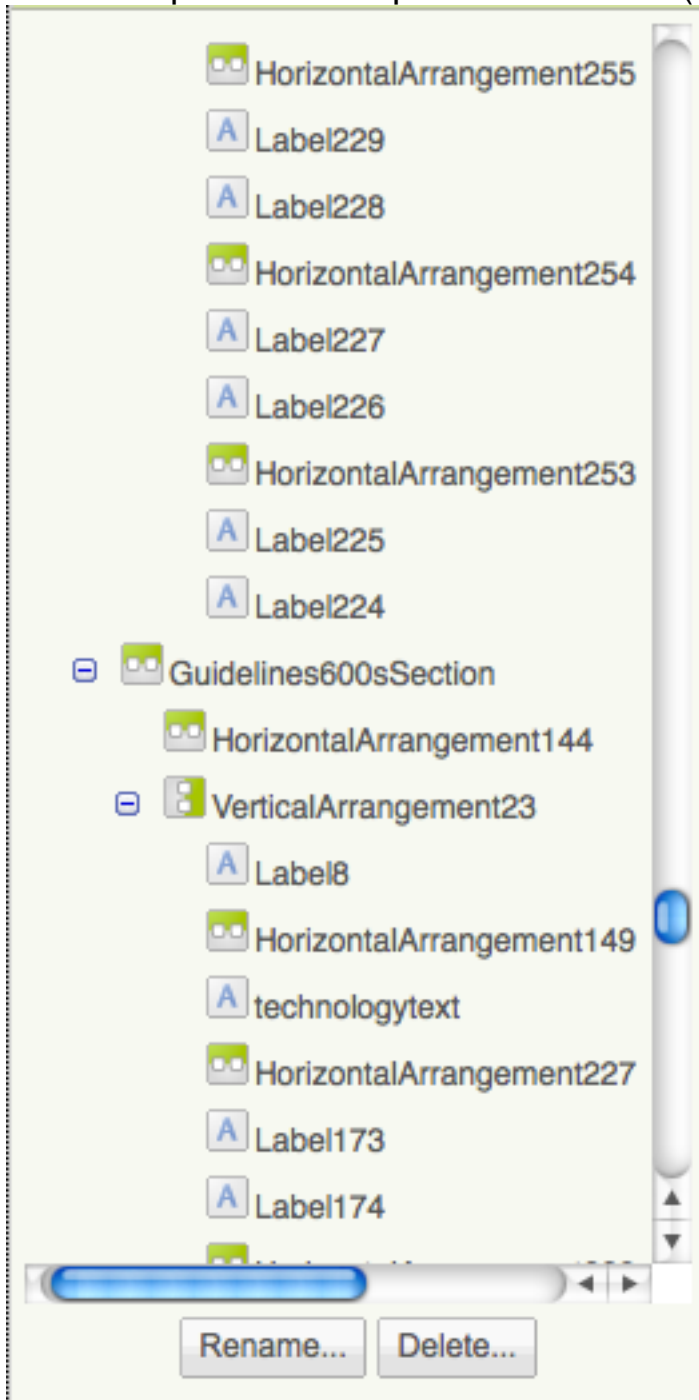 HorizontalArrangement255
Label229
Label228
HorizontalArrangement254
Label227
Label226
HorizontalArrangement253
Label225
Label224
Guidelines600sSection
HorizontalArrangement144
VerticalArrangement23
Label8
HorizontalArrangement149
technologytext
HorizontalArrangement227
Label173
Label174
Rename... Delete...